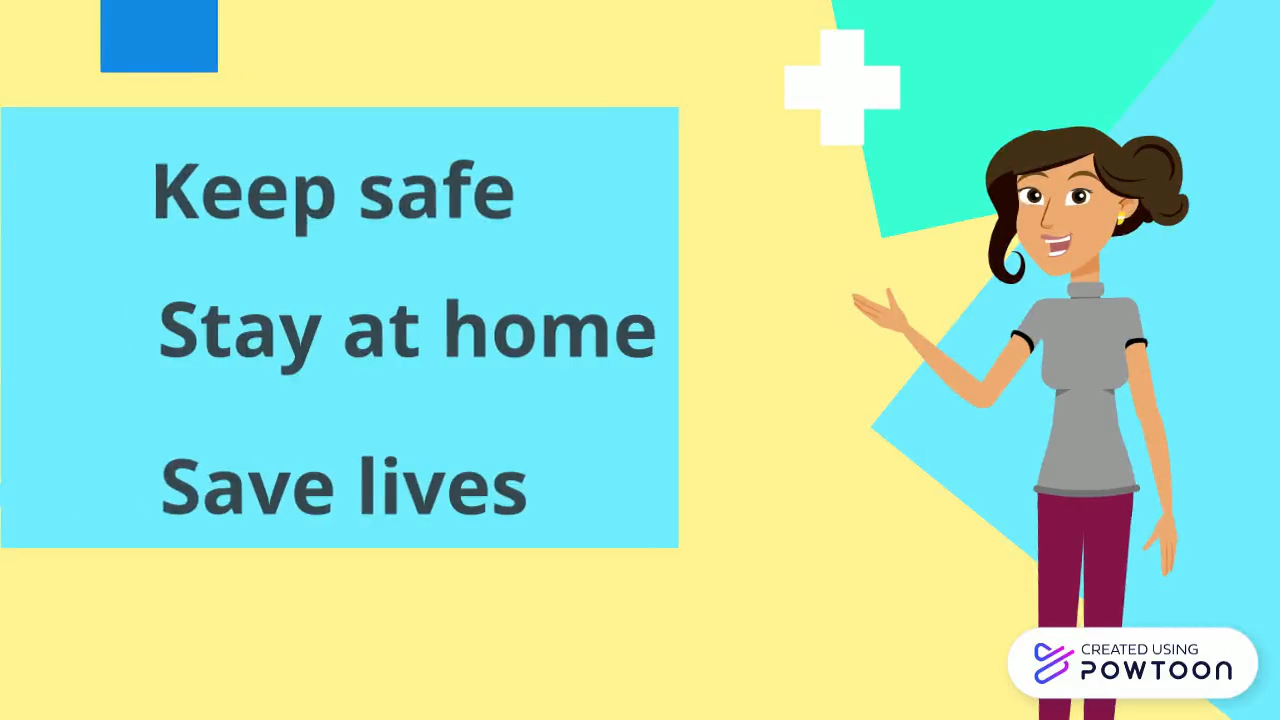 Keep safe
Stay at home
Save lives
CREATED USING
POWTOON